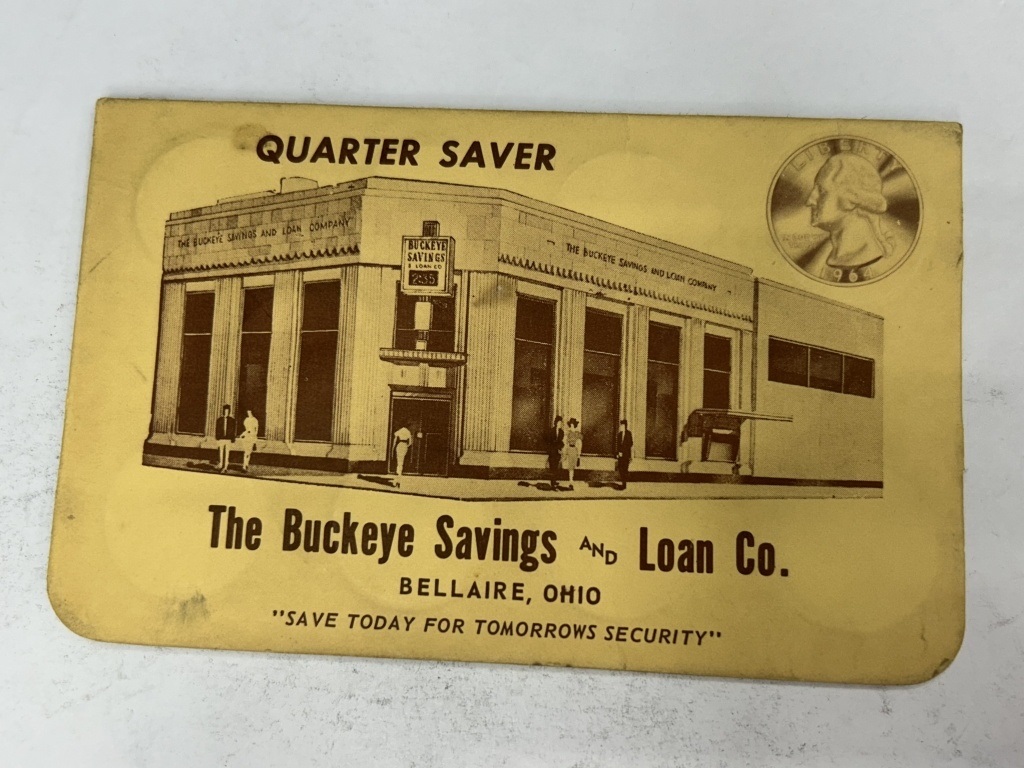 QUARTER SAVER
LIBERTY
1964
THE BUCKEYE SAVINGS AND LOAN COMPANY
BUCKEYE
SAVINGS
& LOAN CO
THE BUCKEYE SAVINGS AND LOAN COMPANY
The Buckeye Savings AND Loan Co.
BELLAIRE, OHIO
"SAVE TODAY FOR TOMORROWS SECURITY"